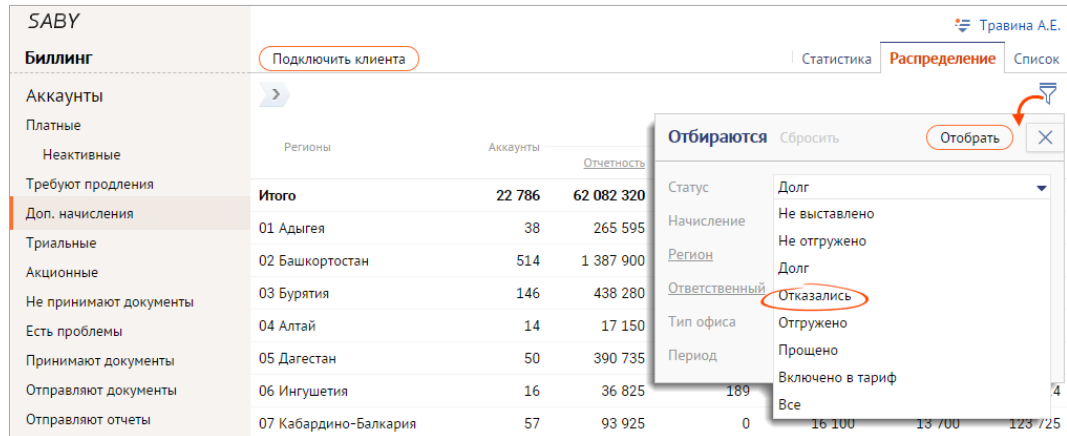 SABY
Травина А.Е.
Биллинг
Подключить клиента
Статистика
Распределение
Список
Аккаунты
Платные
Неактивные
Требуют продления
Доп. начисления
Триальные
Акционные
Не принимают документы
Есть проблемы
Принимают документы
Отправляют документы
Отправляют отчеты
Регионы Аккаунты
Отчетность
Итого 22 786 62 082 320
01 Адыгея 38 265 595
02 Башкортостан 514 1 387 900
03 Бурятия 146 438 280
04 Алтай 14 17 150
05 Дагестан 50 390 735
06 Ингушетия 16 36 825 189 4
07 Кабардино-Балкария 57 93 925 0 16 100 13 700 123 725
Отбираются Сбросить Отобрать
Статус Долг
Начисление
Регион
Ответственный
Тип офиса
Период
Не выставлено
Не отгружено
Долг
Отказались
Отгружено
Прощено
Включено в тариф
Все